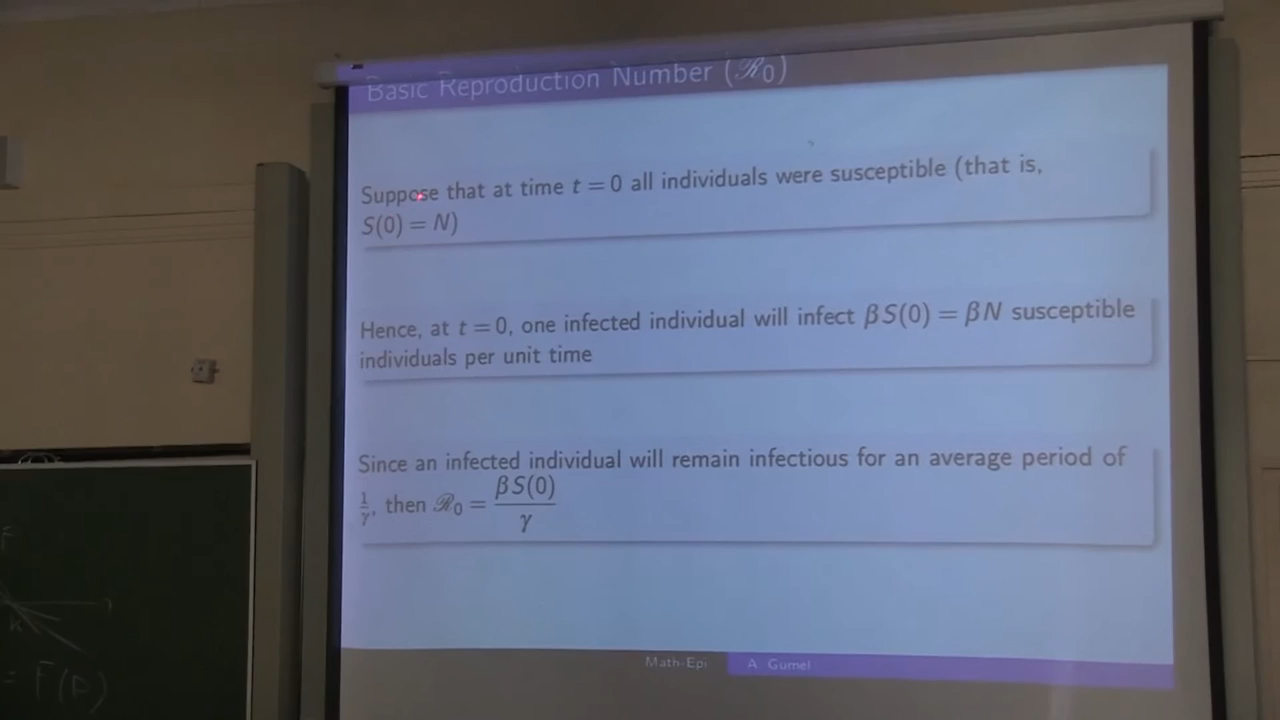 Basic Reproduction Number (ℛ₀)
Suppose that at time t = 0 all individuals were susceptible (that is,
S(0) = N)
Hence, at t = 0, one infected individual will infect βS(0) = βN susceptible
individuals per unit time
Since an infected individual will remain infectious for an average period of
1/γ, then ℛ₀ = βS(0)/γ
K
= F(P)
Math-Epi A. Gumel